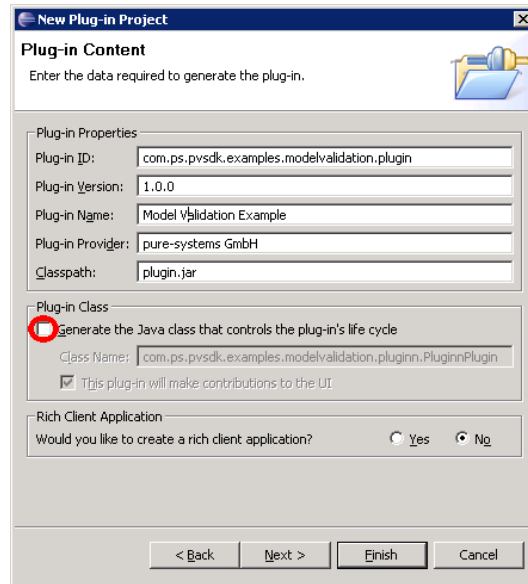 New Plug-in Project
Plug-in Content
Enter the data required to generate the plug-in.
Plug-in Properties
Plug-in ID: com.ps.pvsdk.examples.modelvalidation.plugin
Plug-in Version: 1.0.0
Plug-in Name: Model Validation Example
Plug-in Provider: pure-systems GmbH
Classpath: plugin.jar
Plug-in Class
Generate the Java class that controls the plug-in's life cycle
Class Name: com.ps.pvsdk.examples.modelvalidation.pluginn.PluginnPlugin
This plug-in will make contributions to the UI
Rich Client Application
Would you like to create a rich client application? Yes No
< Back Next > Finish Cancel